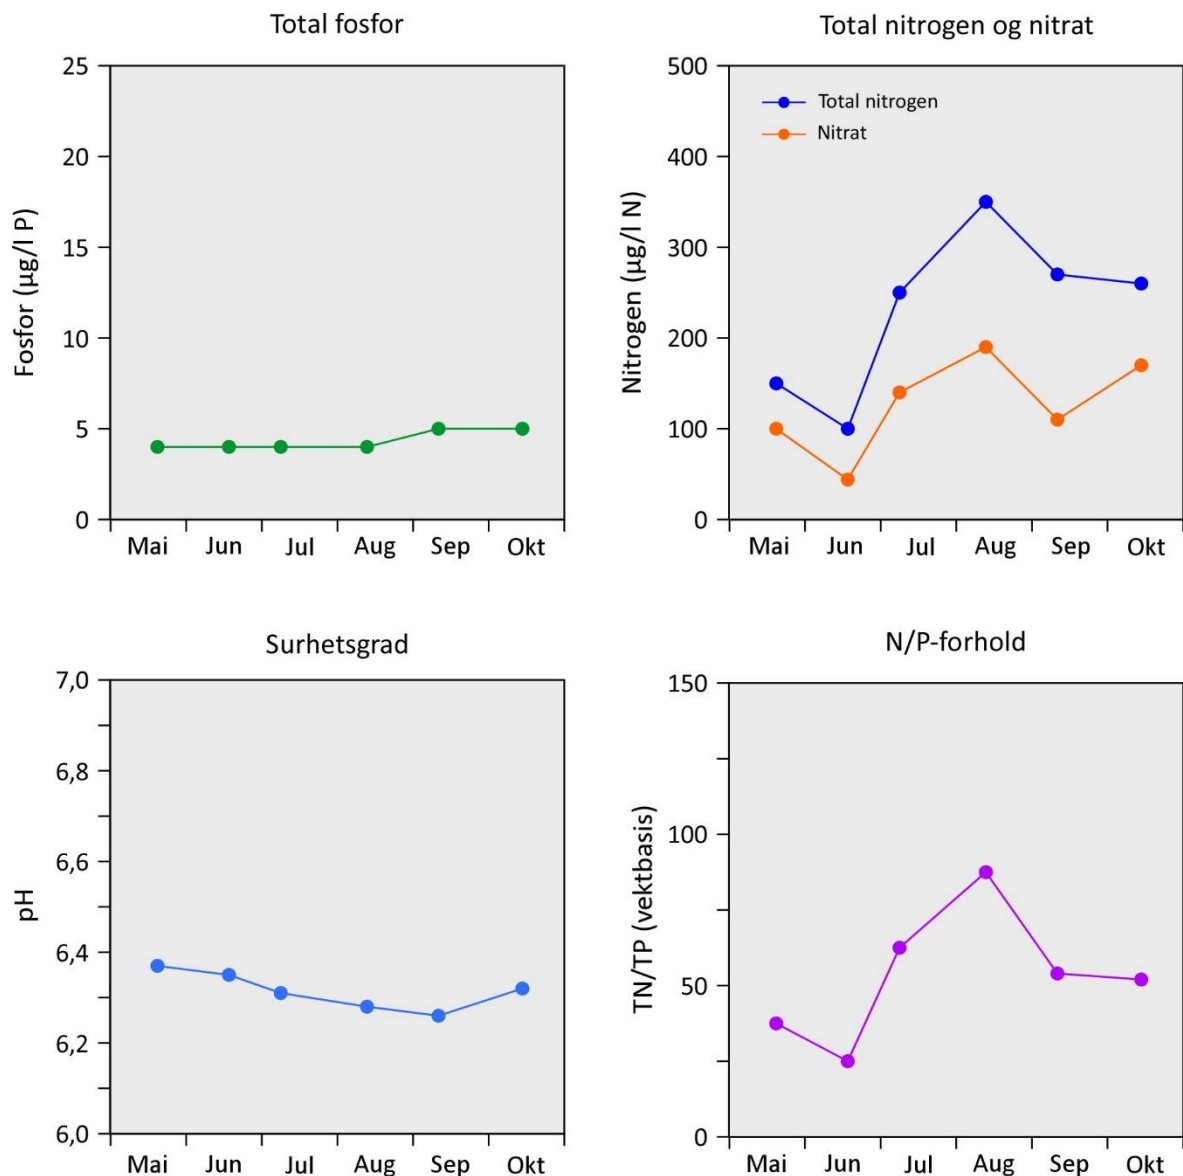 Total fosfor
Fosfor (µg/l P)
25
20
15
10
5
0
Mai Jun Jul Aug Sep Okt
Total nitrogen og nitrat
Nitrogen (µg/l N)
500
400
300
200
100
0
Total nitrogen
Nitrat
Mai Jun Jul Aug Sep Okt
Surhetsgrad
pH
7,0
6,8
6,6
6,4
6,2
6,0
Mai Jun Jul Aug Sep Okt
N/P-forhold
TN/TP (vektbasis)
150
100
50
0
Mai Jun Jul Aug Sep Okt